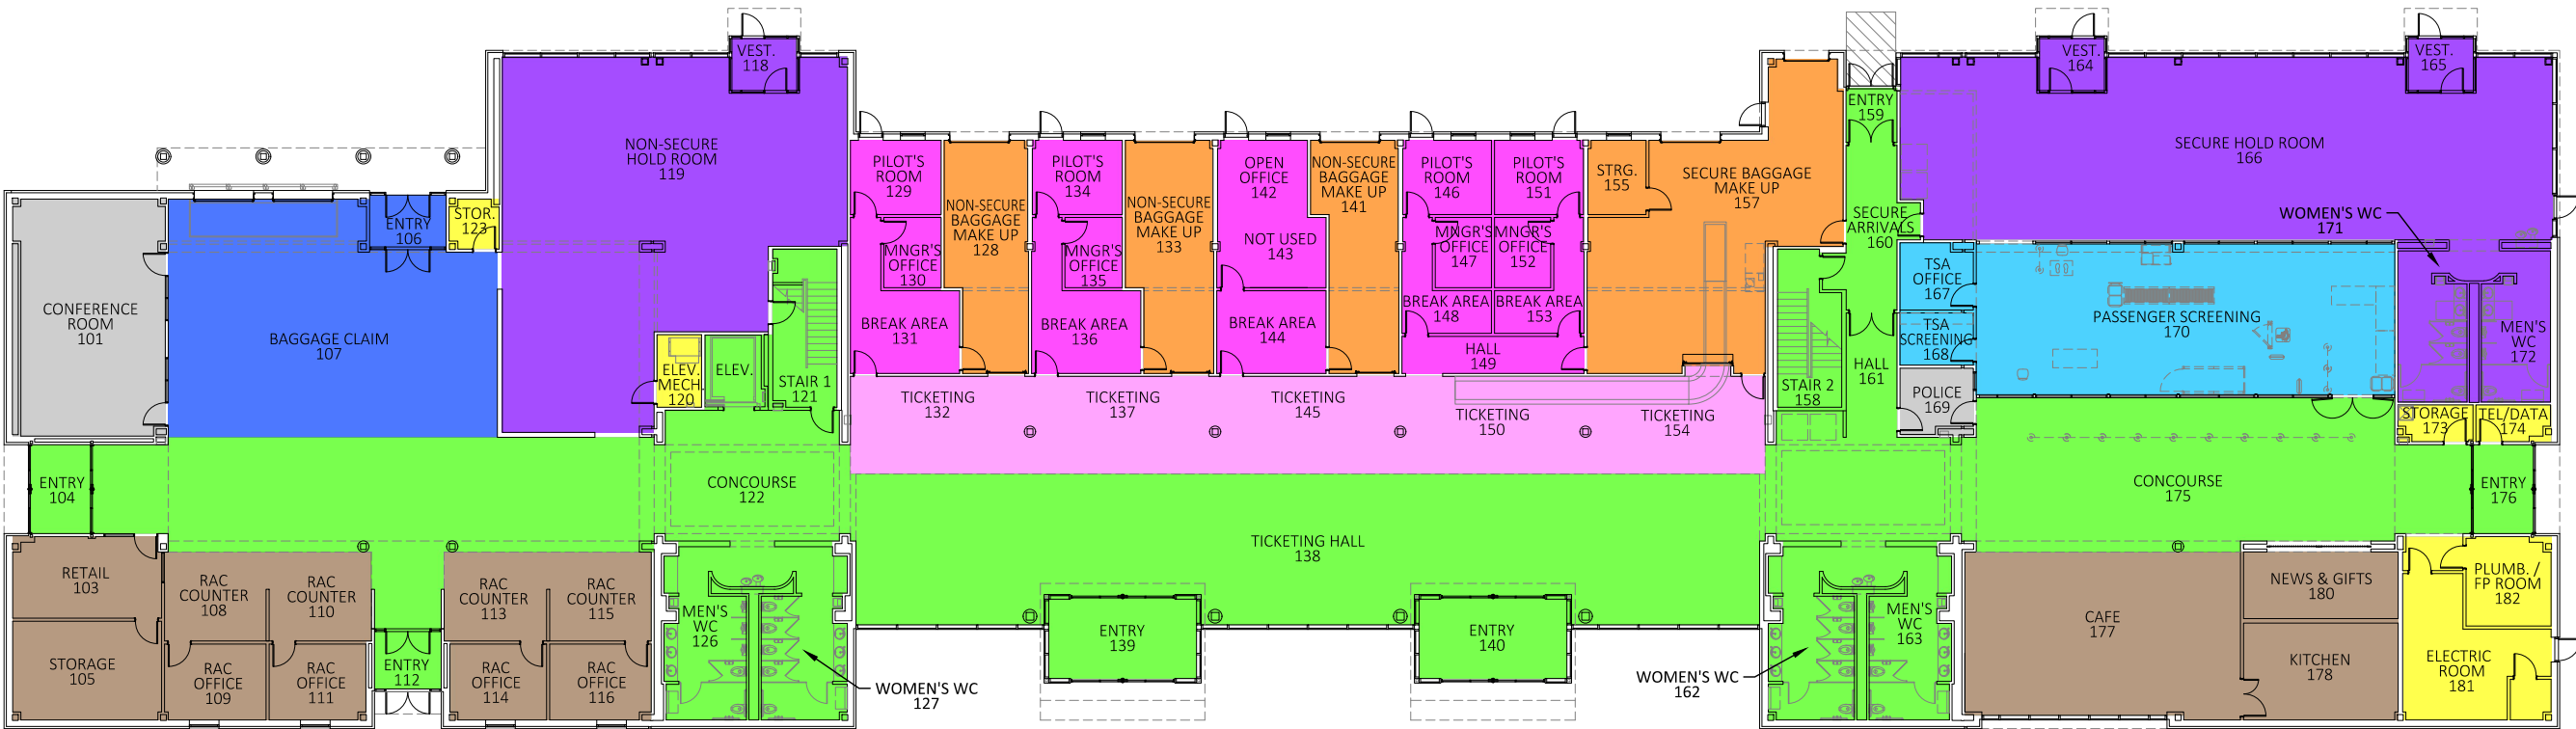 VEST.
118
NON-SECURE
HOLD ROOM
119
CONFERENCE
ROOM
101
BAGGAGE CLAIM
107
ENTRY
106
STOR.
123
ELEV.
MECH.
120
ELEV.
STAIR 1
121
ENTRY
104
CONCOURSE
122
RETAIL
103
STORAGE
105
RAC
COUNTER
108
RAC
OFFICE
109
RAC
COUNTER
110
RAC
OFFICE
111
ENTRY
112
RAC
COUNTER
113
RAC
OFFICE
114
RAC
COUNTER
115
RAC
OFFICE
116
MEN'S
WC
126
WOMEN'S WC
127
PILOT'S
ROOM
129
MNGR'S
OFFICE
130
BREAK AREA
131
NON-SECURE
BAGGAGE
MAKE UP
128
TICKETING
132
PILOT'S
ROOM
134
MNGR'S
OFFICE
135
BREAK AREA
136
NON-SECURE
BAGGAGE
MAKE UP
133
TICKETING
137
OPEN
OFFICE
142
NOT USED
143
BREAK AREA
144
NON-SECURE
BAGGAGE
MAKE UP
141
TICKETING
145
PILOT'S
ROOM
146
MNGR'S
OFFICE
147
BREAK AREA
148
PILOT'S
ROOM
151
MNGR'S
OFFICE
152
BREAK AREA
153
HALL
149
TICKETING
150
STRG.
155
SECURE BAGGAGE
MAKE UP
157
TICKETING
154
TICKETING HALL
138
ENTRY
139
ENTRY
140
ENTRY
159
SECURE
ARRIVALS
160
STAIR 2
158
HALL
161
WOMEN'S WC
162
MEN'S
WC
163
VEST.
164
VEST.
165
SECURE HOLD ROOM
166
TSA
OFFICE
167
TSA
SCREENING
168
POLICE
169
PASSENGER SCREENING
170
WOMEN'S WC
171
MEN'S
WC
172
STORAGE
173
TEL/DATA
174
CONCOURSE
175
ENTRY
176
CAFE
177
NEWS & GIFTS
180
KITCHEN
178
PLUMB. /
FP ROOM
182
ELECTRIC
ROOM
181